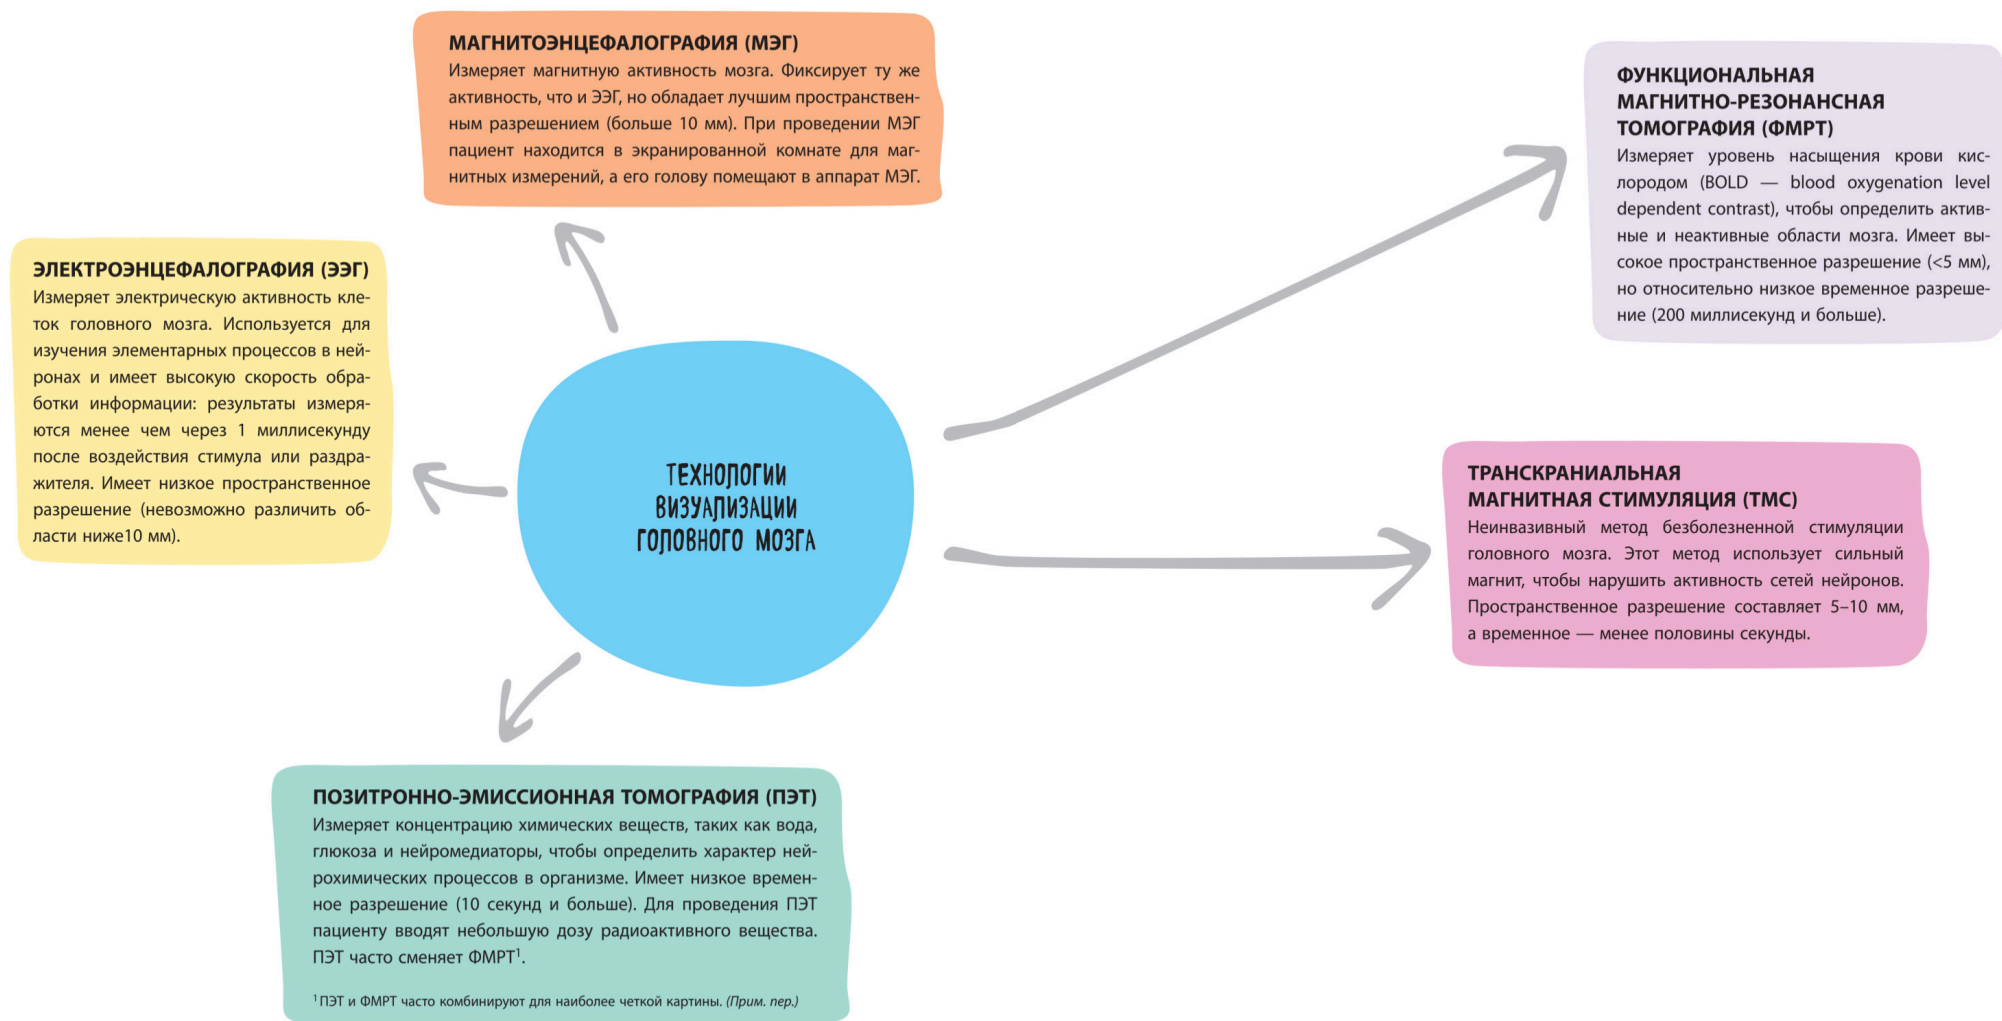 МАГНИТОЭНЦЕФАЛОГРАФИЯ (МЭГ)
Измеряет магнитную активность мозга. Фиксирует ту же
активность, что и ЭЭГ, но обладает лучшим пространствен-
ным разрешением (больше 10 мм). При проведении МЭГ
пациент находится в экранированной комнате для маг-
нитных измерений, а его голову помещают в аппарат МЭГ.
ФУНКЦИОНАЛЬНАЯ
МАГНИТНО-РЕЗОНАНСНАЯ
ТОМОГРАФИЯ (ФМРТ)
Измеряет уровень насыщения крови кис-
лородом (BOLD — blood oxygenation level
dependent contrast), чтобы определить актив-
ные и неактивные области мозга. Имеет вы-
сокое пространственное разрешение (<5 мм),
но относительно низкое временное разреше-
ние (200 миллисекунд и больше).
ЭЛЕКТРОЭНЦЕФАЛОГРАФИЯ (ЭЭГ)
Измеряет электрическую активность кле-
ток головного мозга. Используется для
изучения элементарных процессов в ней-
ронах и имеет высокую скорость обра-
ботки информации: результаты измеря-
ются менее чем через 1 миллисекунду
после воздействия стимула или раздра-
жителя. Имеет низкое пространственное
разрешение (невозможно различить об-
ласти ниже10 мм).
ТЕХНОЛОГИИ
ВИЗУАЛИЗАЦИИ
ГОЛОВНОГО МОЗГА
ТРАНСКРАНИАЛЬНАЯ
МАГНИТНАЯ СТИМУЛЯЦИЯ (ТМС)
Неинвазивный метод безболезненной стимуляции
головного мозга. Этот метод использует сильный
магнит, чтобы нарушить активность сетей нейронов.
Пространственное разрешение составляет 5–10 мм,
а временное — менее половины секунды.
ПОЗИТРОННО-ЭМИССИОННАЯ ТОМОГРАФИЯ (ПЭТ)
Измеряет концентрацию химических веществ, таких как вода,
глюкоза и нейромедиаторы, чтобы определить характер ней-
рохимических процессов в организме. Имеет низкое времен-
ное разрешение (10 секунд и больше). Для проведения ПЭТ
пациенту вводят небольшую дозу радиоактивного вещества.
ПЭТ часто сменяет ФМРТ¹.
¹ ПЭТ и ФМРТ часто комбинируют для наиболее четкой картины. (Прим. пер.)